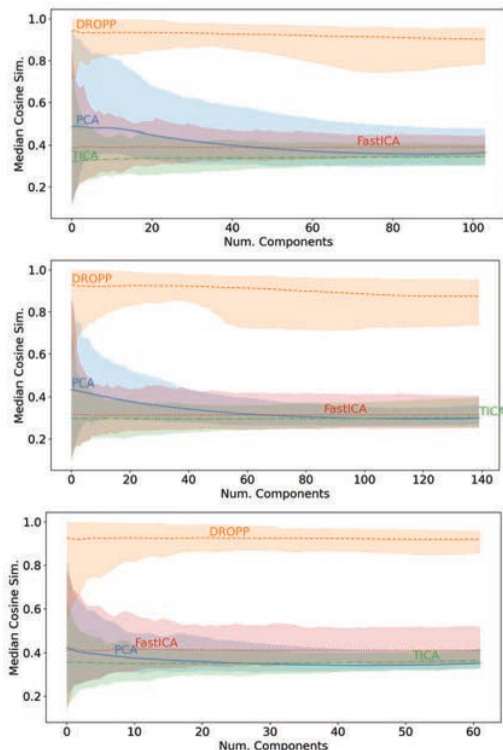 1.0
DROPP
0.8
Median Cosine Sim.
0.6
PCA
0.4
FastICA
TICA
0.2
0 20 40 60 80 100
Num. Components
1.0
DROPP
0.8
Median Cosine Sim.
0.6
PCA
0.4
FastICA
0.2
0 20 40 60 80 100 120 140
Num. Components
1.0
DROPP
0.8
Median Cosine Sim.
0.6
FastICA
PCA
0.4
TICA
0.2
0 10 20 30 40 50 60
Num. Components